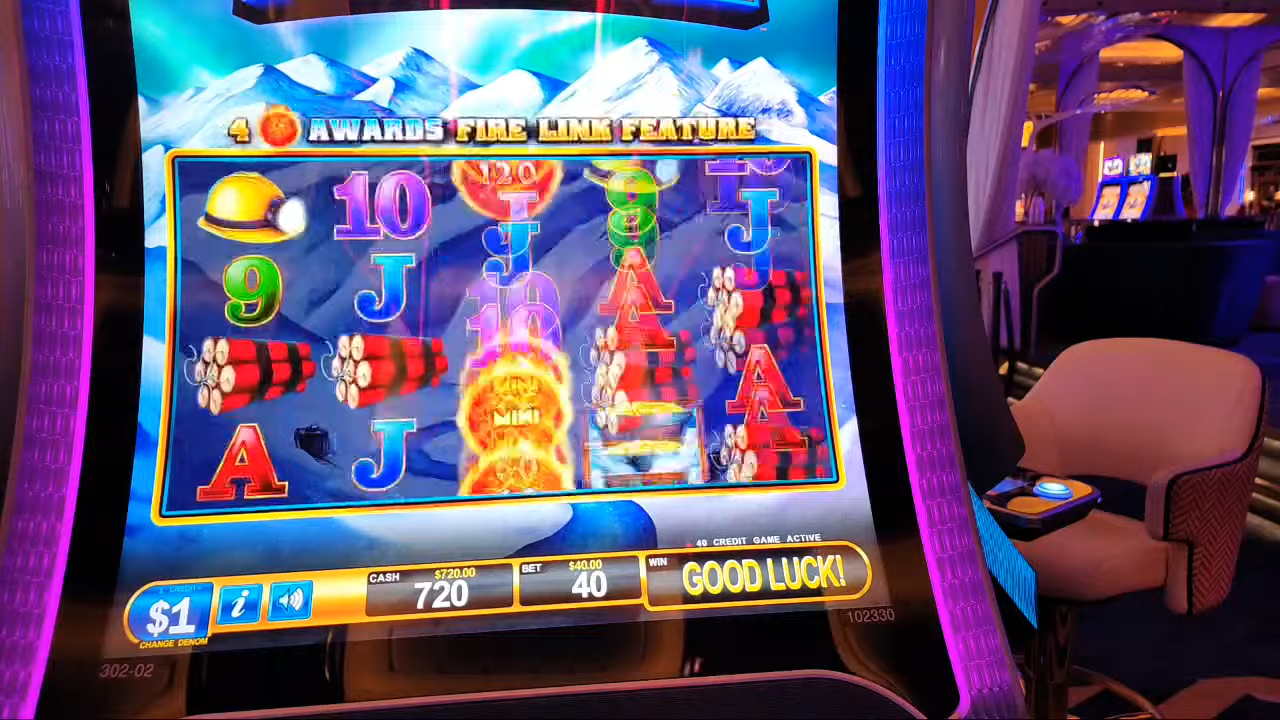 4 AWARDS FIRE LINK FEATURE
10 120 10
J J
9 J
10
A
MINI A
A J A
40 CREDIT GAME ACTIVE
CASH $720.00 BET $40.00 WIN
720 40 GOOD LUCK!
1 CREDIT =
$1 i
CHANGE DENOM
302-02 102330